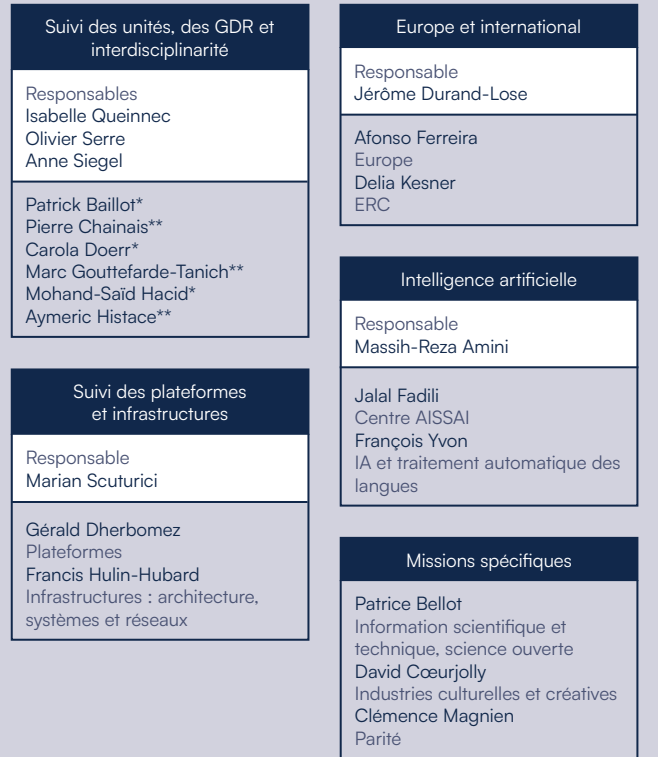 Suivi des unités, des GDR et
interdisciplinarité
Responsables
Isabelle Queinnec
Olivier Serre
Anne Siegel
Patrick Baillot*
Pierre Chainais**
Carola Doerr*
Marc Gouttefarde-Tanich**
Mohand-Saïd Hacid*
Aymeric Histace**
Suivi des plateformes
et infrastructures
Responsable
Marian Scuturici
Gérald Dherbomez
Plateformes
Francis Hulin-Hubard
Infrastructures : architecture,
systèmes et réseaux
Europe et international
Responsable
Jérôme Durand-Lose
Afonso Ferreira
Europe
Delia Kesner
ERC
Intelligence artificielle
Responsable
Massih-Reza Amini
Jalal Fadili
Centre AISSAI
François Yvon
IA et traitement automatique des
langues
Missions spécifiques
Patrice Bellot
Information scientifique et
technique, science ouverte
David Cœurjolly
Industries culturelles et créatives
Clémence Magnien
Parité